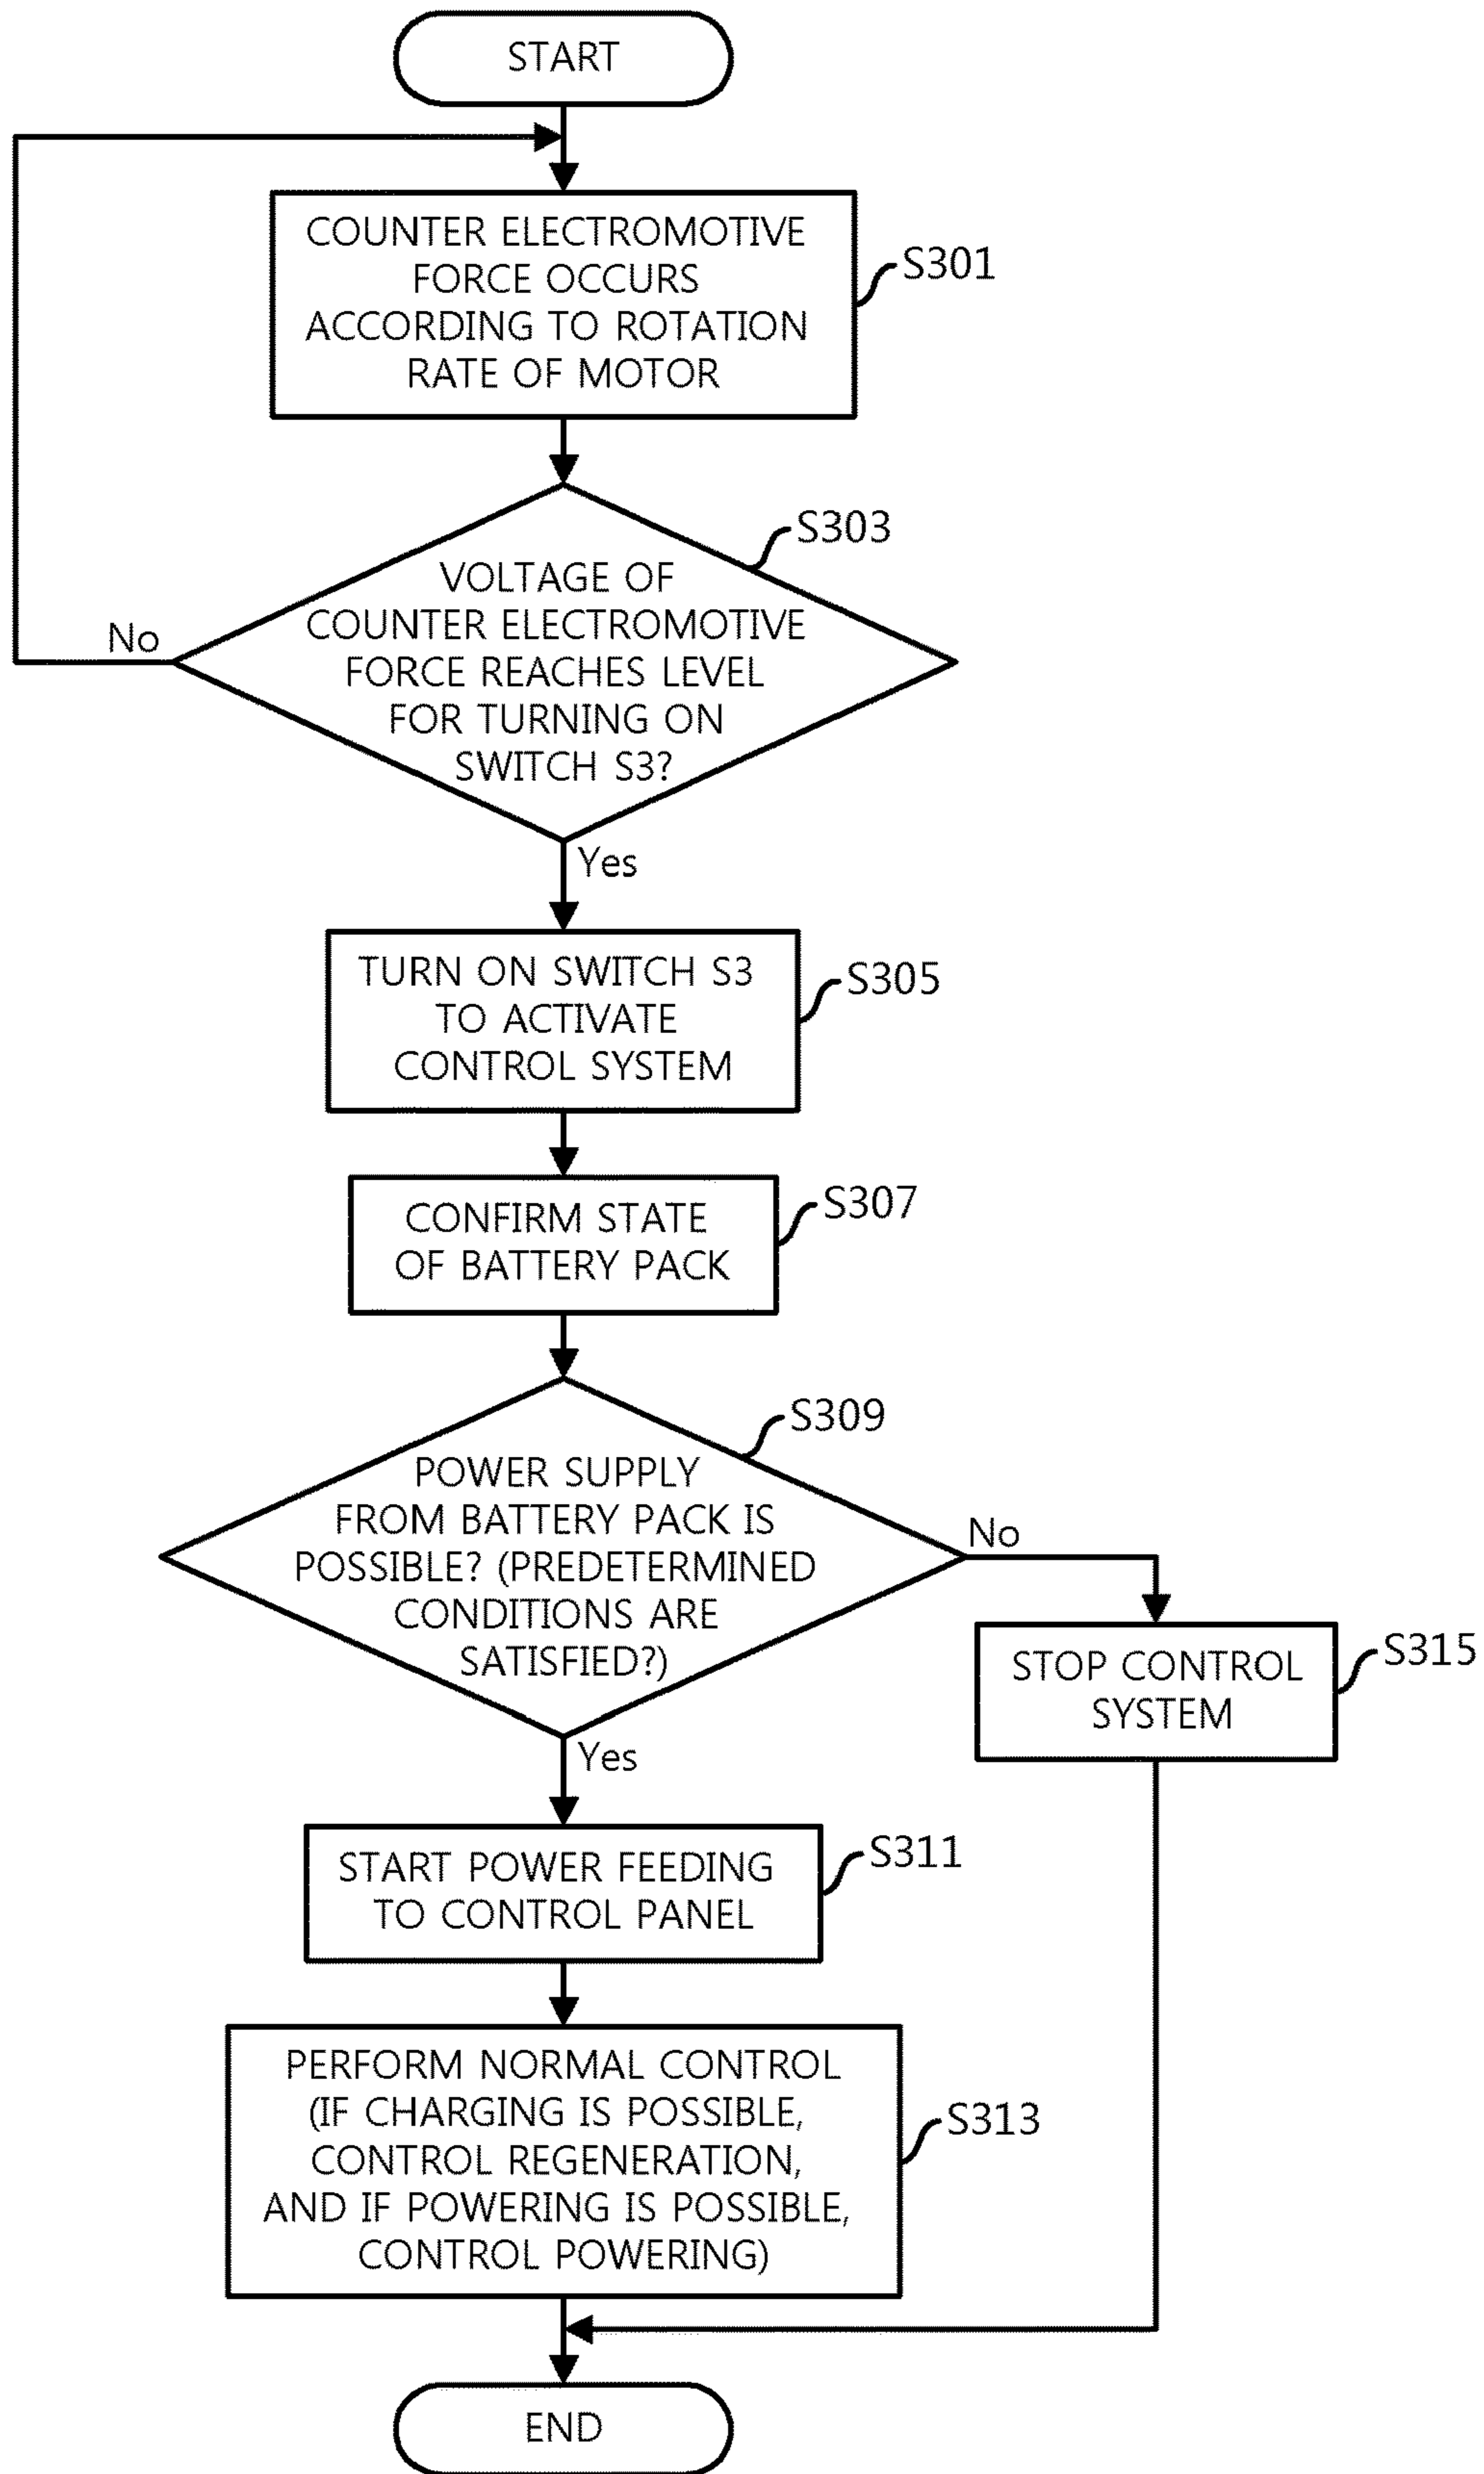 START
COUNTER ELECTROMOTIVE
FORCE OCCURS
ACCORDING TO ROTATION
RATE OF MOTOR
S301
S303
VOLTAGE OF
COUNTER ELECTROMOTIVE
FORCE REACHES LEVEL
FOR TURNING ON
SWITCH S3?
No
Yes
TURN ON SWITCH S3
TO ACTIVATE
CONTROL SYSTEM
S305
CONFIRM STATE
OF BATTERY PACK
S307
S309
POWER SUPPLY
FROM BATTERY PACK IS
POSSIBLE? (PREDETERMINED
CONDITIONS ARE
SATISFIED?)
No
STOP CONTROL
SYSTEM
S315
Yes
START POWER FEEDING
TO CONTROL PANEL
S311
PERFORM NORMAL CONTROL
(IF CHARGING IS POSSIBLE,
CONTROL REGENERATION,
AND IF POWERING IS POSSIBLE,
CONTROL POWERING)
S313
END